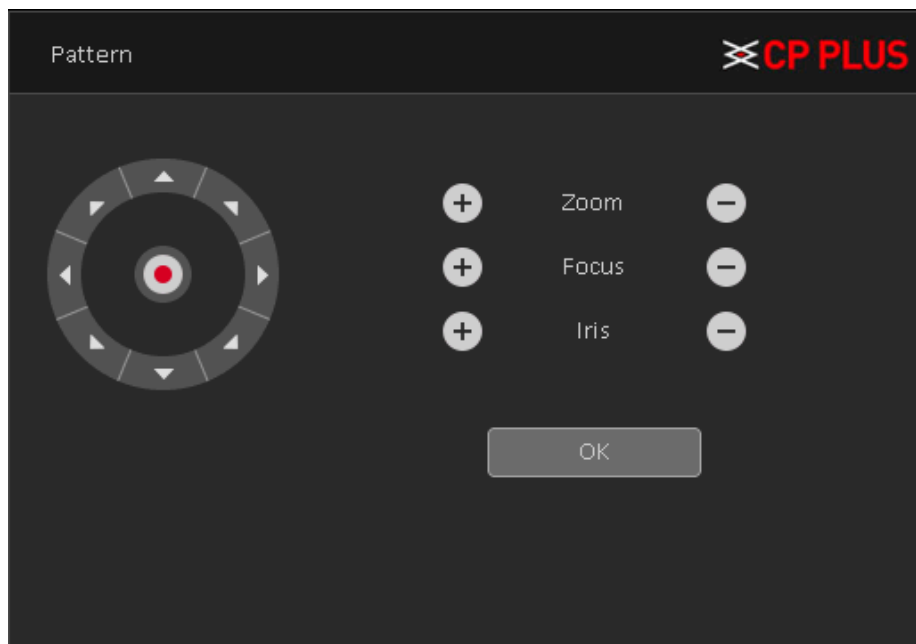 Pattern
CP PLUS
+ Zoom −
+ Focus −
+ Iris −
OK